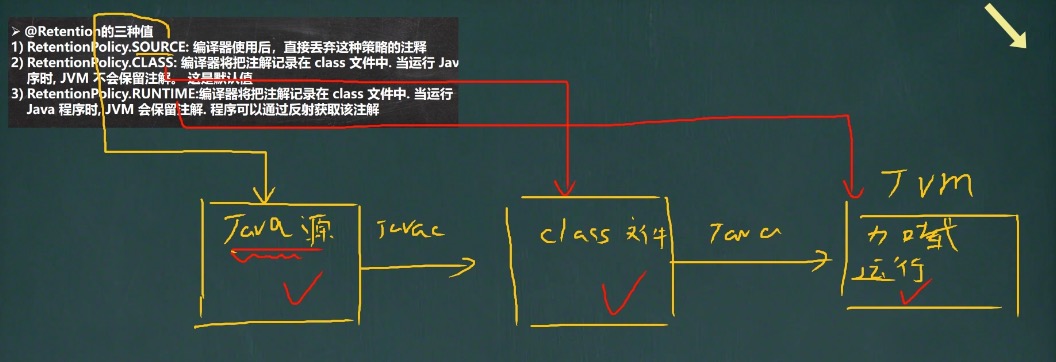 ➢ @Retention的三种值
1) RetentionPolicy.SOURCE: 编译器使用后，直接丢弃这种策略的注释
2) RetentionPolicy.CLASS: 编译器将把注解记录在 class 文件中. 当运行 Jav
序时, JVM 不会保留注解。 这是默认值
3) RetentionPolicy.RUNTIME:编译器将把注解记录在 class 文件中. 当运行
Java 程序时, JVM 会保留注解. 程序可以通过反射获取该注解
Jvm
Java 源
Javac
class 文件
Java
加载
运行